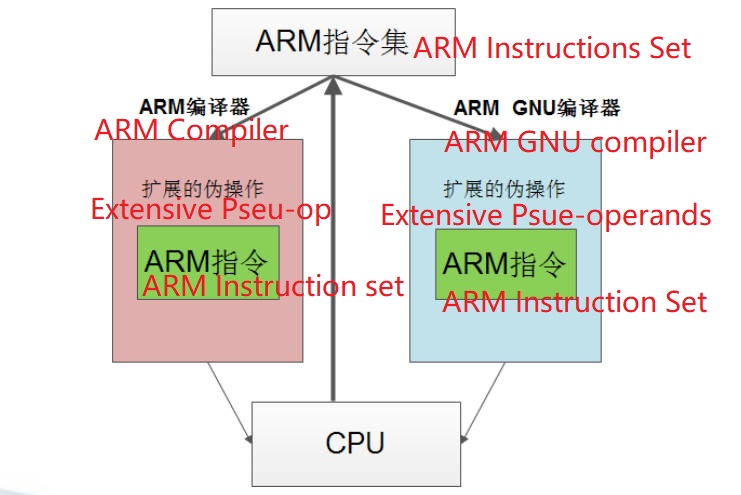 ARM指令集
ARM Instructions Set
ARM编译器
ARM Compiler
ARM GNU编译器
ARM GNU compiler
扩展的伪操作
Extensive Pseu-op
扩展的伪操作
Extensive Psue-operands
ARM指令
ARM Instruction set
ARM指令
ARM Instruction Set
CPU